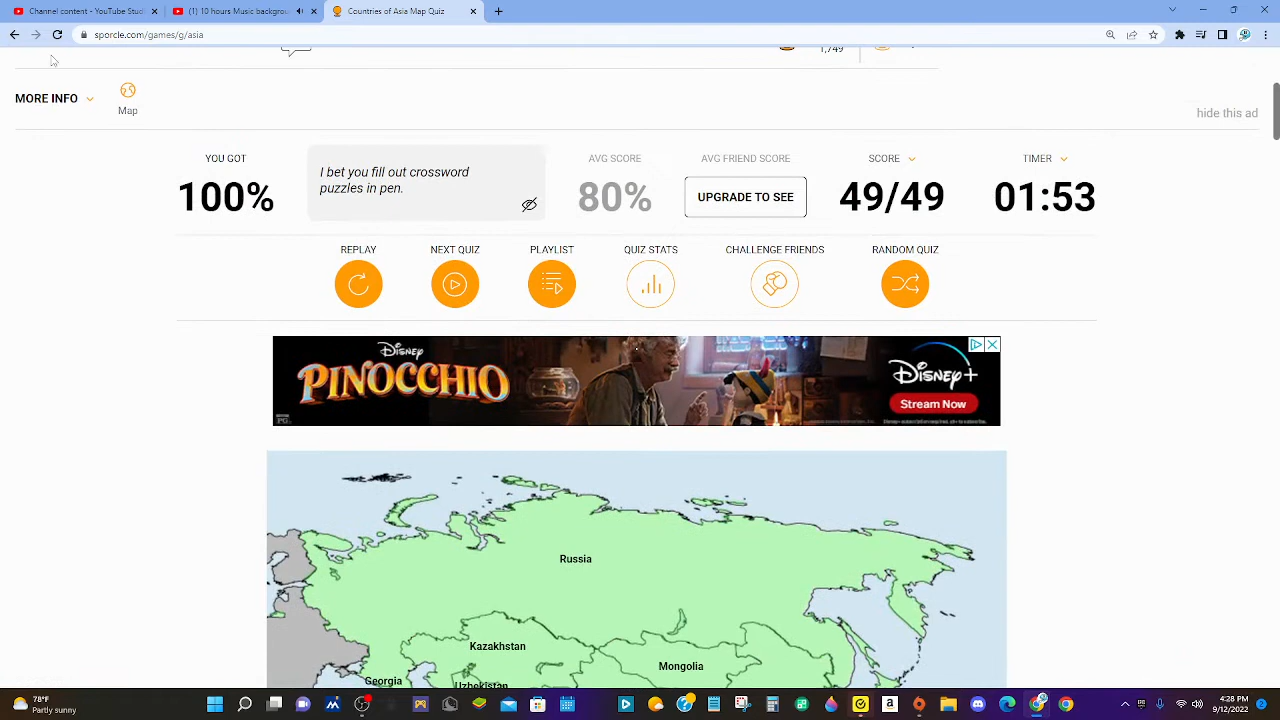 Channel content - YouTube Stud
(1) 10 hours Music backgroun
Countries of Asia Map Quiz
sporcle.com/games/g/asia
1,749
MORE INFO
Map
hide this ad
YOU GOT
100%
I bet you fill out crossword
puzzles in pen.
AVG SCORE
80%
AVG FRIEND SCORE
UPGRADE TO SEE
SCORE
49/49
TIMER
01:53
REPLAY
NEXT QUIZ
PLAYLIST
QUIZ STATS
CHALLENGE FRIENDS
RANDOM QUIZ
Disney
PINOCCHIO
PG
Disney+
Stream Now
Russia
Kazakhstan
Mongolia
Georgia
Uzbekistan
78°F
Partly sunny
4:28 PM
9/12/2022